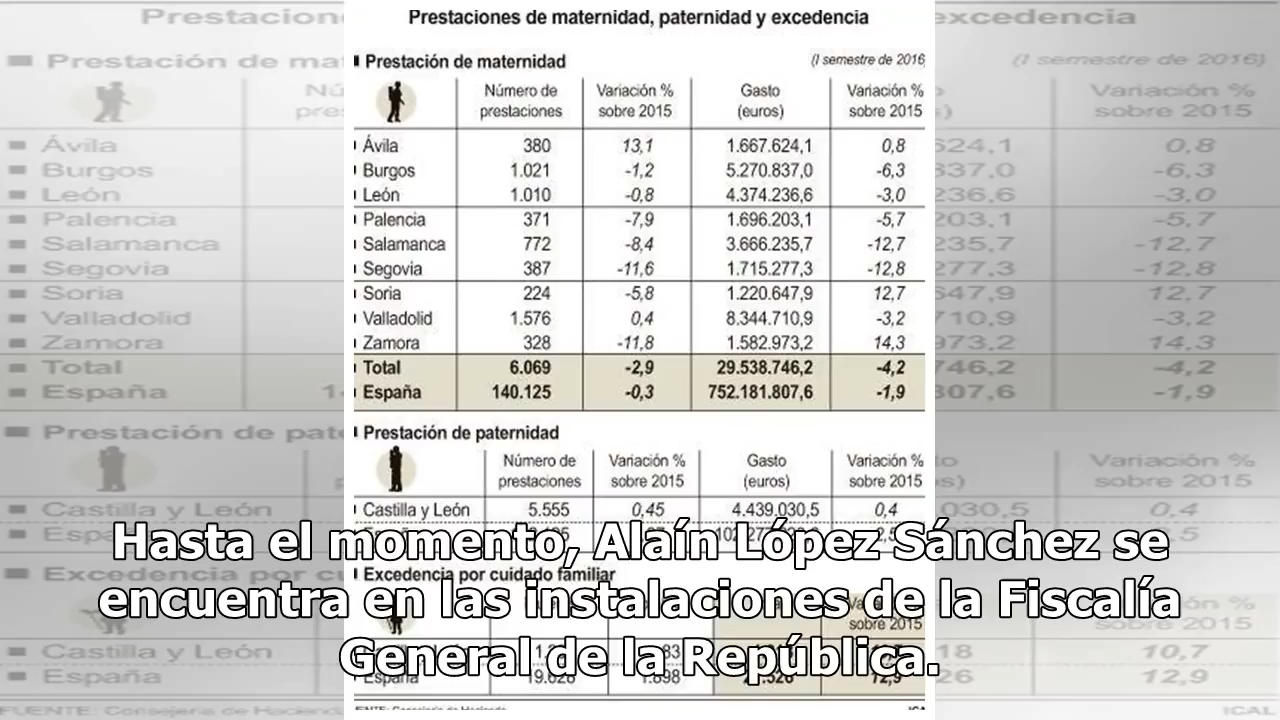 Prestaciones de maternidad, paternidad y excedencia
Prestación de maternidad (I semestre de 2016
Número de prestaciones Variación % sobre 2015 Gasto (euros) Variación % sobre 2015
Ávila 380 13,1 1.667.624,1 0,8
Burgos 1.021 -1,2 5.270.837,0 -6,3
León 1.010 -0,8 4.374.236,6 -3,0
Palencia 371 -7,9 1.696.203,1 -5,7
Salamanca 772 -8,4 3.666.235,7 -12,7
Segovia 387 -11,6 1.715.277,3 -12,8
Soria 224 -5,8 1.220.647,9 12,7
Valladolid 1.576 0,4 8.344.710,9 -3,2
Zamora 328 -11,8 1.582.973,2 14,3
Total 6.069 -2,9 29.538.746,2 -4,2
España 140.125 -0,3 752.181.807,6 -1,9
Prestación de paternidad
Número de prestaciones Variación % sobre 2015 Gasto (euros) Variación % sobre 2015
Castilla y León 5.555 0,45 4.439.030,5 0,4
Excedencia por cuidado familiar
sobre 2015
España
Hasta el momento, Alaín López Sánchez se
encuentra en las instalaciones de la Fiscalía
General de la República.